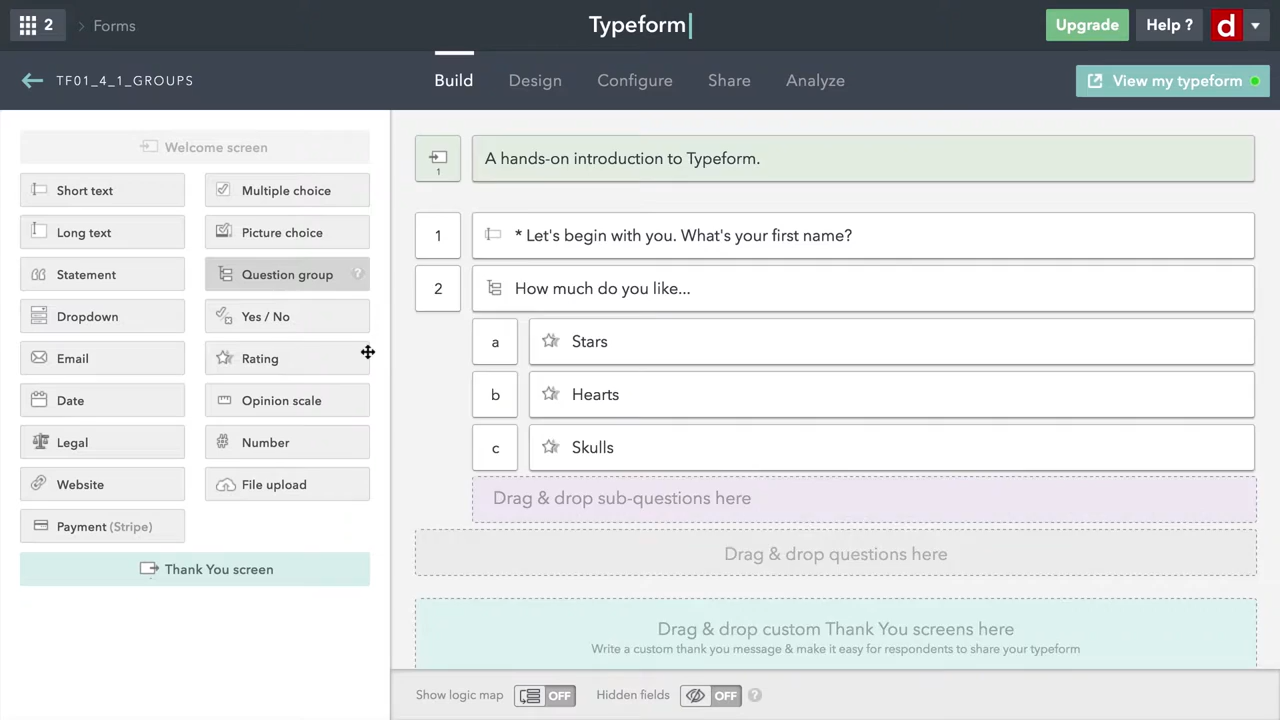 2
Forms
Typeform
Upgrade
Help ?
d
TF01_4_1_GROUPS
Build
Design
Configure
Share
Analyze
View my typeform
Welcome screen
Short text
Multiple choice
Long text
Picture choice
Statement
Question group
?
Dropdown
Yes / No
Email
Rating
Date
Opinion scale
Legal
Number
Website
File upload
Payment (Stripe)
Thank You screen
1
A hands-on introduction to Typeform.
1
* Let's begin with you. What's your first name?
2
How much do you like...
a
Stars
b
Hearts
c
Skulls
Drag & drop sub-questions here
Drag & drop questions here
Drag & drop custom Thank You screens here
Write a custom thank you message & make it easy for respondents to share your typeform
Show logic map
OFF
Hidden fields
OFF
?